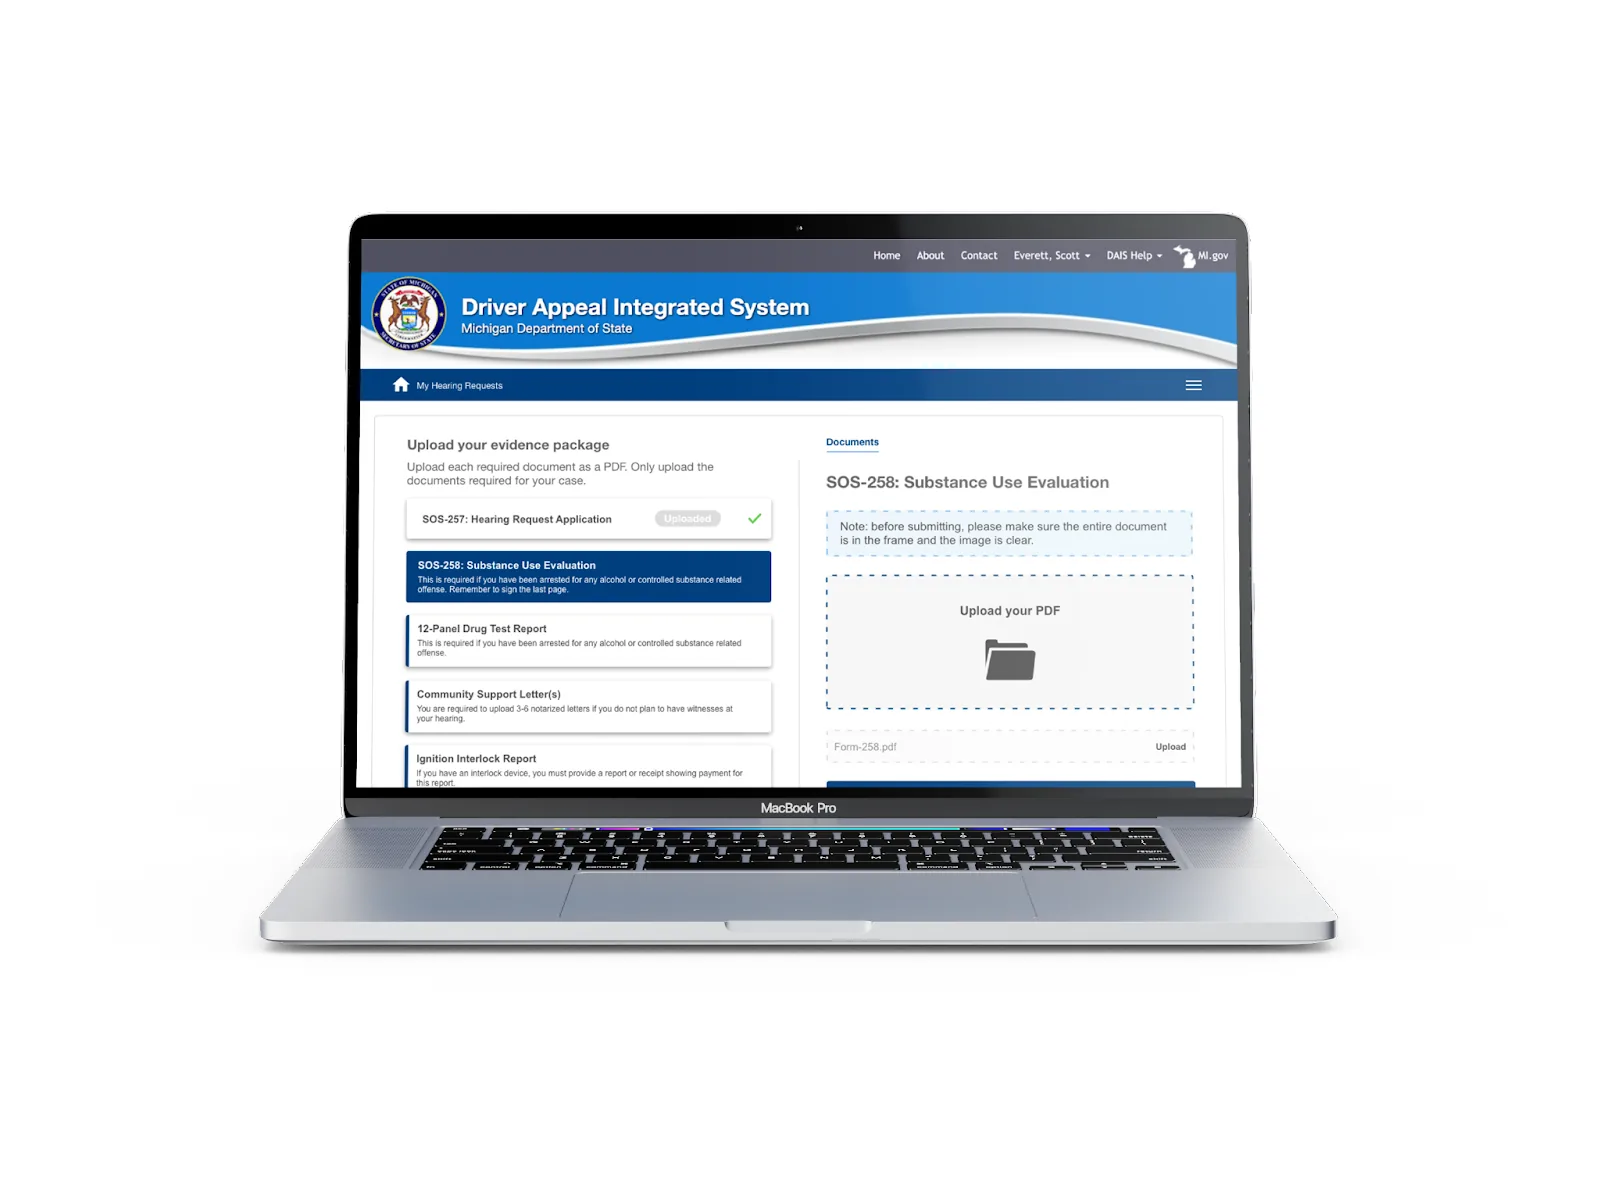 Home About Contact Everett, Scott DAIS Help MI.gov
STATE OF MICHIGAN
SECRETARY OF STATE
Driver Appeal Integrated System
Michigan Department of State
My Hearing Requests
Upload your evidence package
Upload each required document as a PDF. Only upload the
documents required for your case.
SOS-257: Hearing Request Application Uploaded
SOS-258: Substance Use Evaluation
This is required if you have been arrested for any alcohol or controlled substance related
offense. Remember to sign the last page.
12-Panel Drug Test Report
This is required if you have been arrested for any alcohol or controlled substance related
offense.
Community Support Letter(s)
You are required to upload 3-6 notarized letters if you do not plan to have witnesses at
your hearing.
Ignition Interlock Report
If you have an interlock device, you must provide a report or receipt showing payment for
this report.
Documents
SOS-258: Substance Use Evaluation
Note: before submitting, please make sure the entire document
is in the frame and the image is clear.
Upload your PDF
Form-258.pdf Upload
MacBook Pro